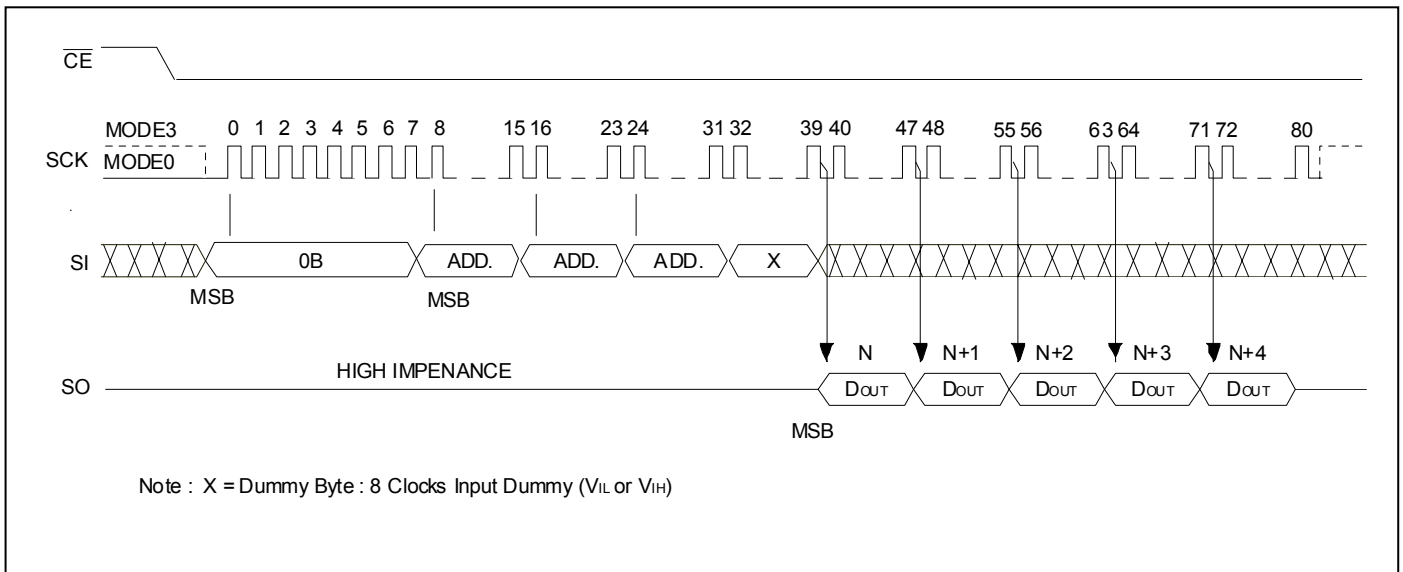 CE
MODE3 0 1 2 3 4 5 6 7 8 15 16 23 24 31 32 39 40 47 48 55 56 63 64 71 72 80
SCK MODE0
SI 0B ADD. ADD. ADD. X
MSB MSB
N N+1 N+2 N+3 N+4
HIGH IMPENANCE
SO DOUT DOUT DOUT DOUT DOUT
MSB
Note : X = Dummy Byte : 8 Clocks Input Dummy (VIL or VIH)